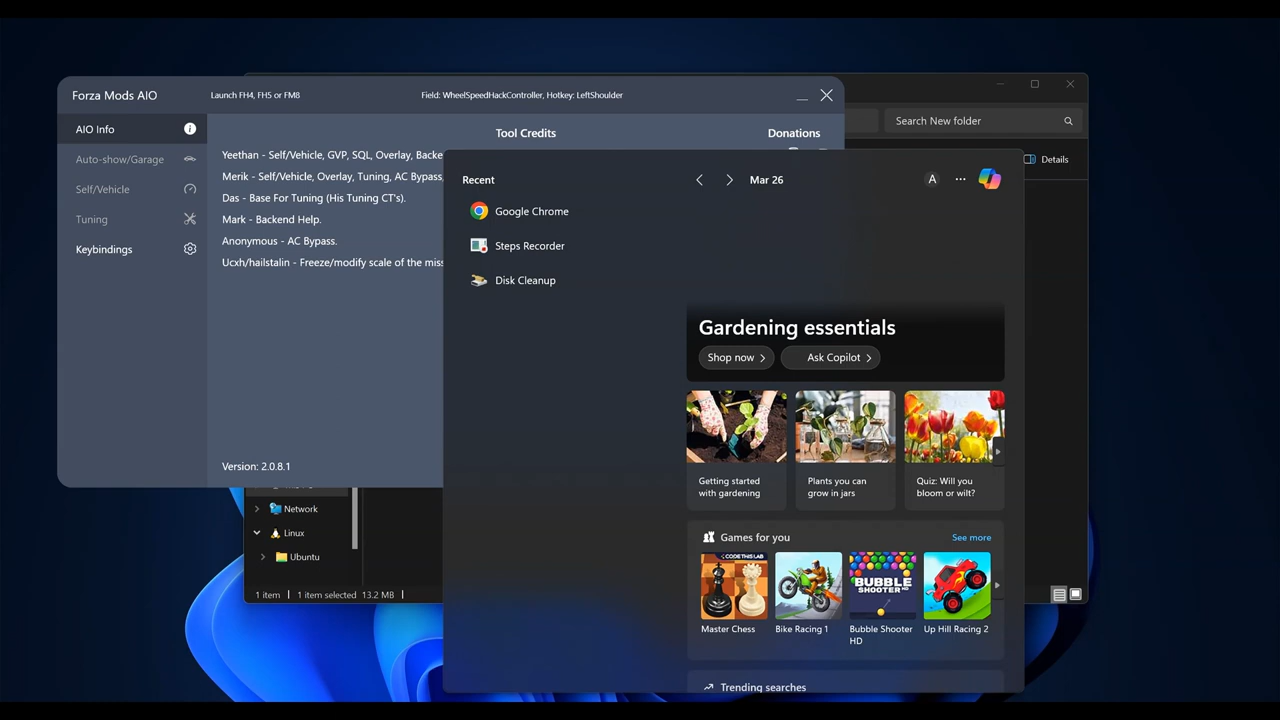 Forza Mods AIO
Launch FH4, FH5 or FM8
Field: WheelSpeedHackController, Hotkey: LeftShoulder
Search New folder
AIO Info
Auto-show/Garage
Self/Vehicle
Tuning
Keybindings
Tool Credits
Donations
Details
Yeethan - Self/Vehicle, GVP, SQL, Overlay, Backe
Merik - Self/Vehicle, Overlay, Tuning, AC Bypass,
Das - Base For Tuning (His Tuning CT's).
Mark - Backend Help.
Anonymous - AC Bypass.
Ucxh/hailstalin - Freeze/modify scale of the miss
Version: 2.0.8.1
Recent
Mar 26
A
Google Chrome
Steps Recorder
Disk Cleanup
Gardening essentials
Shop now
Ask Copilot
Getting started
with gardening
Plants you can
grow in jars
Quiz: Will you
bloom or wilt?
Games for you
See more
CODE THIS LAB
BUBBLE
SHOOTER HD
Master Chess
Bike Racing 1
Bubble Shooter
HD
Up Hill Racing 2
Trending searches
Network
Linux
Ubuntu
1 item
1 item selected 13.2 MB